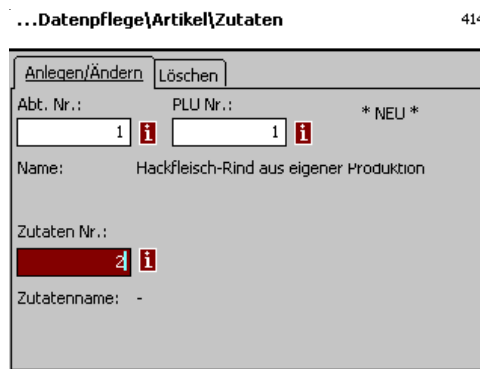 ...Datenpflege\Artikel\Zutaten 414
Anlegen/Ändern Löschen
Abt. Nr.: PLU Nr.: * NEU *
1 i 1 i
Name: Hackfleisch-Rind aus eigener Produktion
Zutaten Nr.:
2 i
Zutatenname: -